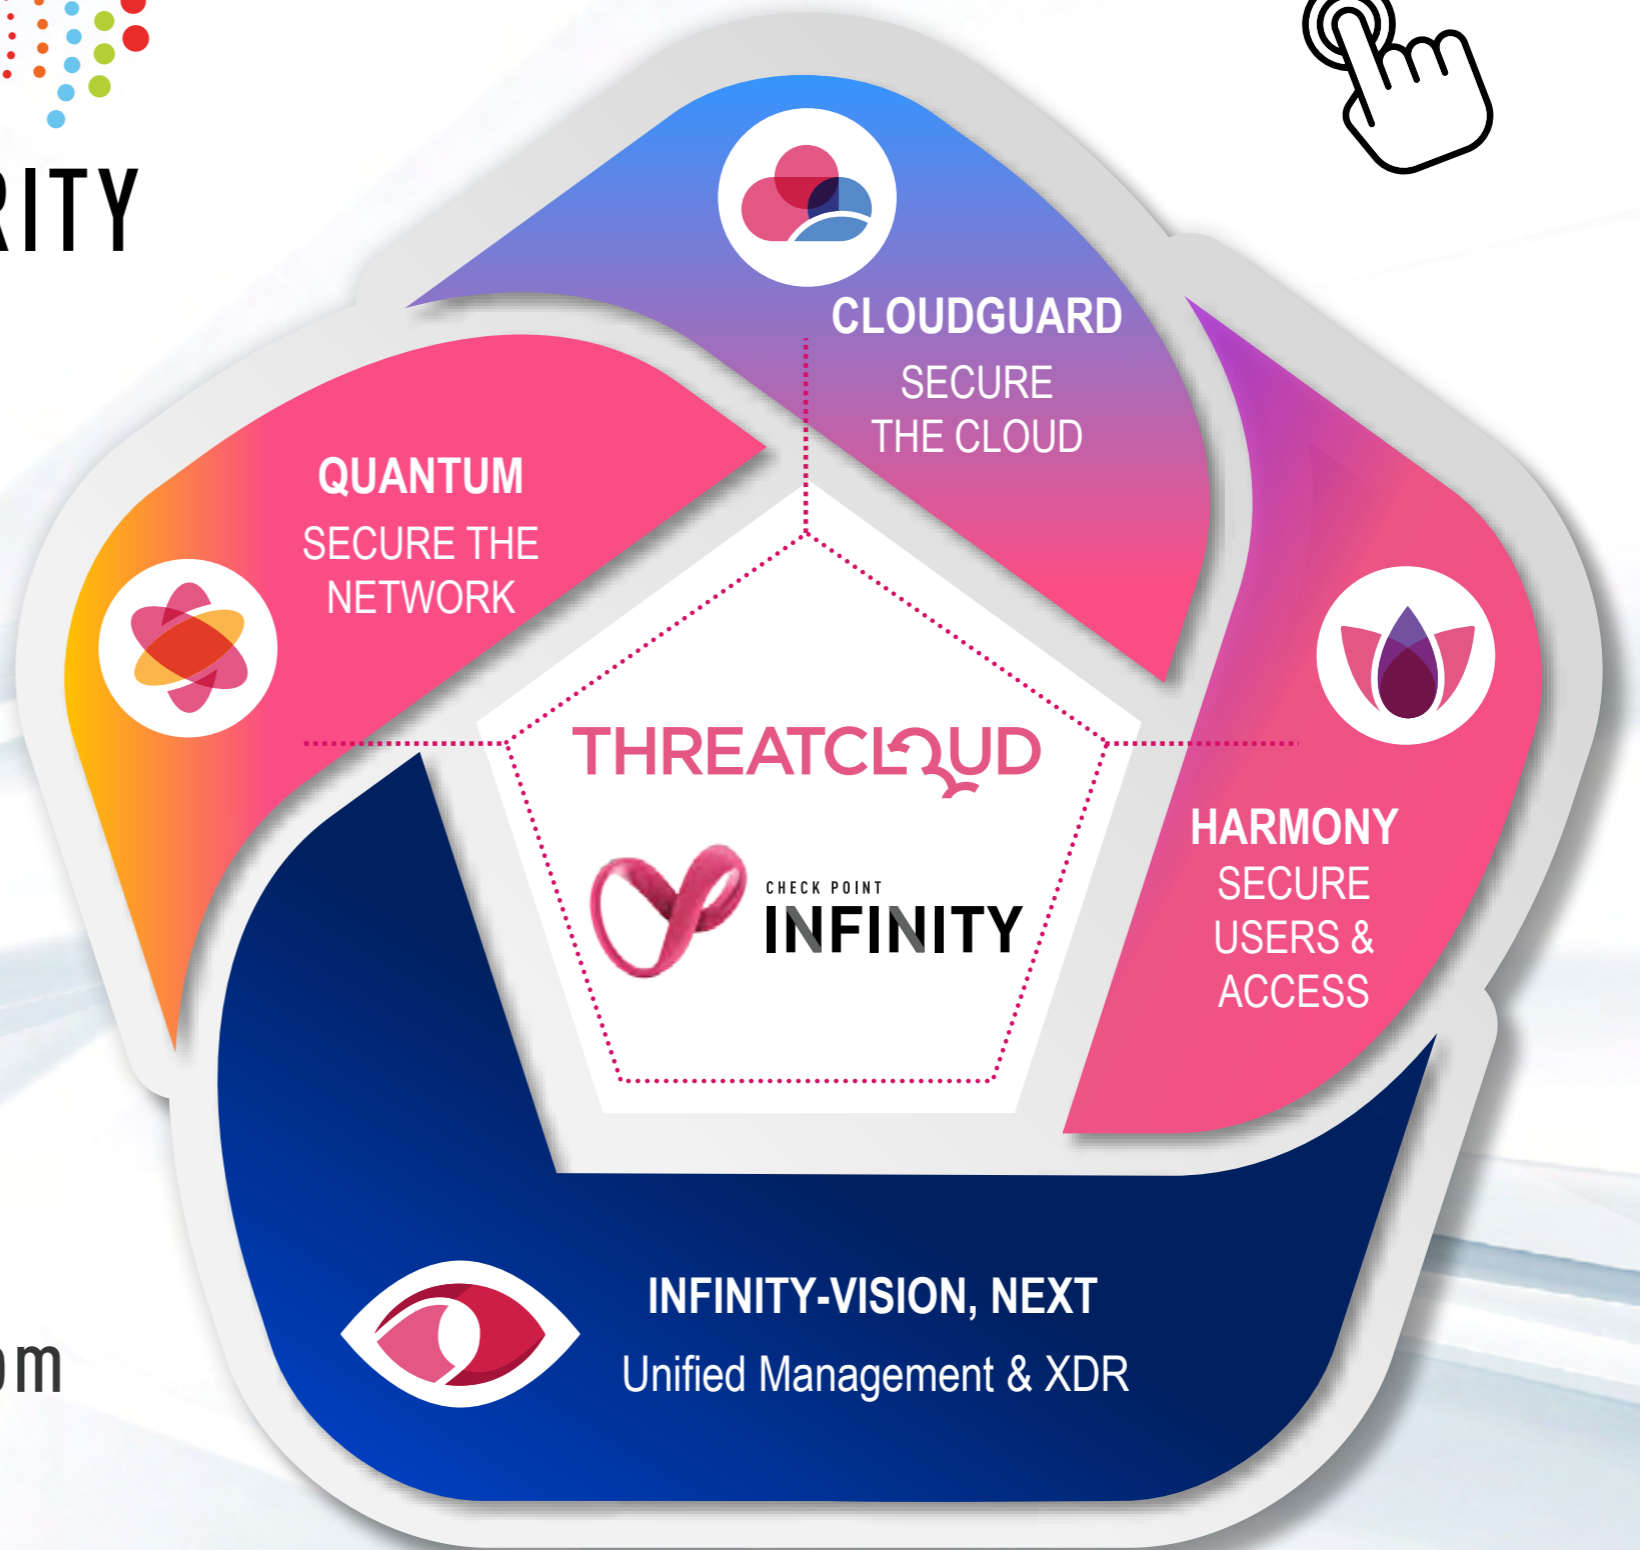 RITY
CLOUDGUARD
SECURE
THE CLOUD
QUANTUM
SECURE THE
NETWORK
THREATCLOUD
CHECK POINT
INFINITY
HARMONY
SECURE
USERS &
ACCESS
INFINITY-VISION, NEXT
Unified Management & XDR
om